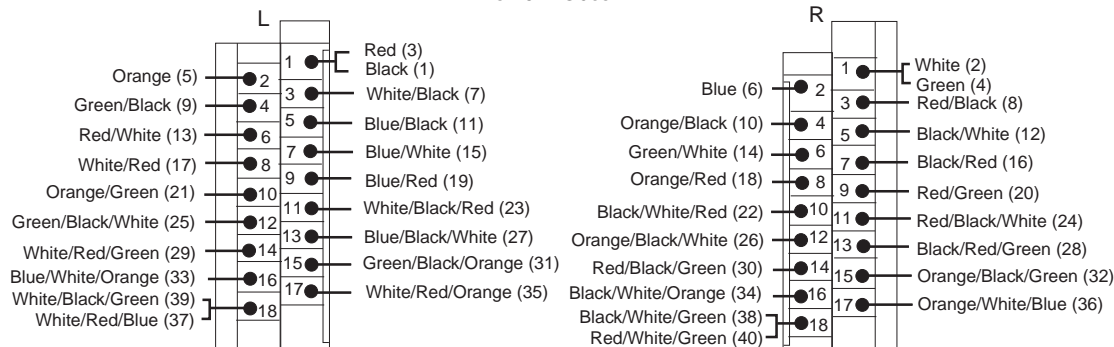 L
1 Red (3)
Black (1)
Orange (5) 2
3 White/Black (7)
Green/Black (9) 4
5 Blue/Black (11)
Red/White (13) 6
7 Blue/White (15)
White/Red (17) 8
9 Blue/Red (19)
Orange/Green (21) 10
11 White/Black/Red (23)
Green/Black/White (25) 12
13 Blue/Black/White (27)
White/Red/Green (29) 14
15 Green/Black/Orange (31)
Blue/White/Orange (33) 16
17 White/Red/Orange (35)
White/Black/Green (39)
18
White/Red/Blue (37)
R
1 White (2)
Green (4)
Blue (6) 2
3 Red/Black (8)
Orange/Black (10) 4
5 Black/White (12)
Green/White (14) 6
7 Black/Red (16)
Orange/Red (18) 8
9 Red/Green (20)
Black/White/Red (22) 10
11 Red/Black/White (24)
Orange/Black/White (26) 12
13 Black/Red/Green (28)
Red/Black/Green (30) 14
15 Orange/Black/Green (32)
Black/White/Orange (34) 16
17 Orange/White/Blue (36)
Black/White/Green (38)
18
Red/White/Green (40)